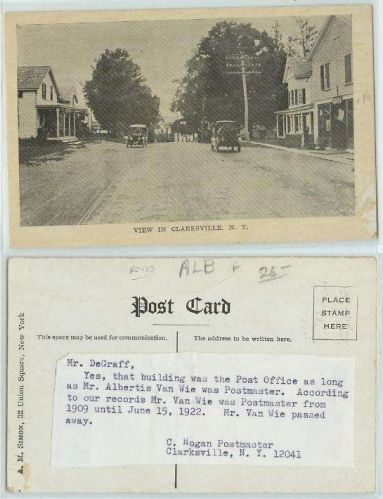 VIEW IN CLARKSVILLE, N. Y.
ALB
26-
Post Card
This space may be used for communication.
The address to be written here.
PLACE
STAMP
HERE
A. M. SIMON, 32 Union Square, New York
Mr. DeGraff,
Yes, that building was the Post Office as long
as Mr. Albertis Van Wie was Postmaster. According
to our records Mr. Van Wie was Postmaster from
1909 until June 15, 1922. Mr. Van Wie passed
away.
C. Hogan Postmaster
Clarksville, N. Y. 12041